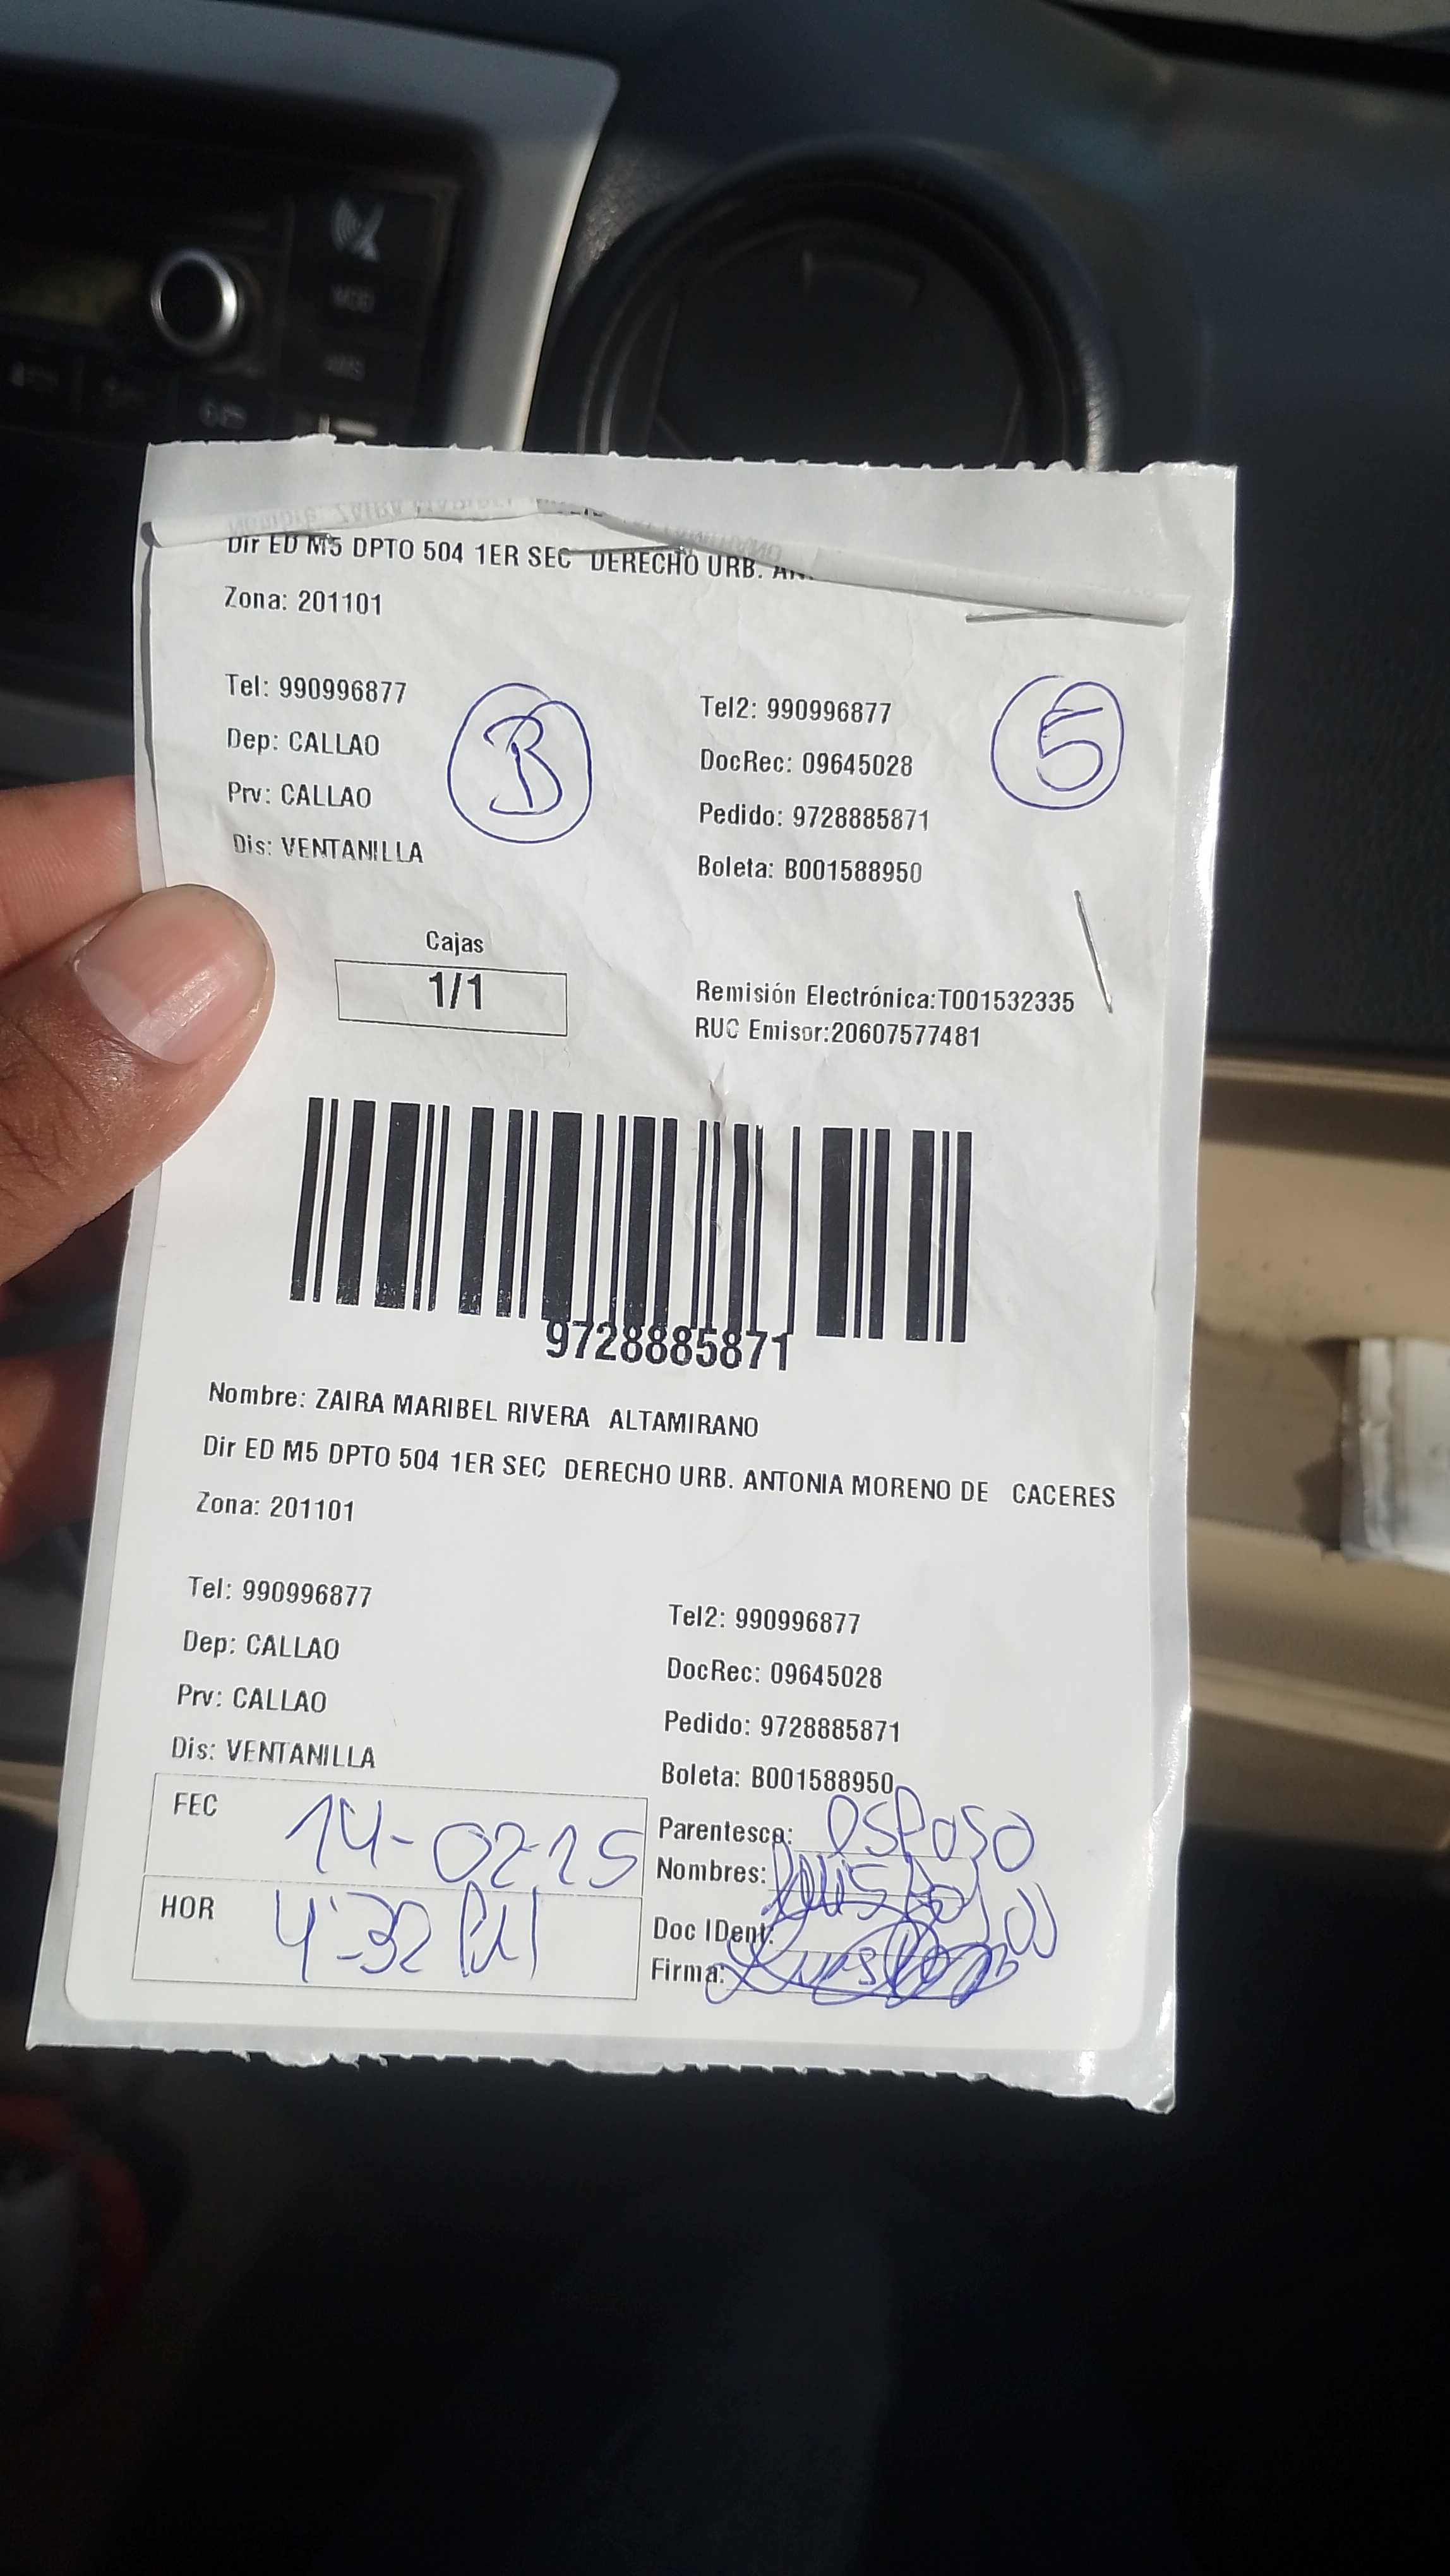 Dir ED M5 DPTO 504 1ER SEC DERECHO URB.
Zona: 201101
Tel: 990996877
Tel2: 990996877
Dep: CALLAO
DocRec: 09645028
Prv: CALLAO
Pedido: 9728885871
Dis: VENTANILLA
Boleta: B001588950
B
5
Cajas
1/1
Remisión Electrónica:T001532335
RUC Emisor:20607577481
9728885871
Nombre: ZAIRA MARIBEL RIVERA ALTAMIRANO
Dir ED M5 DPTO 504 1ER SEC DERECHO URB. ANTONIA MORENO DE CACERES
Zona: 201101
Tel: 990996877
Tel2: 990996877
Dep: CALLAO
DocRec: 09645028
Prv: CALLAO
Pedido: 9728885871
Dis: VENTANILLA
Boleta: B001588950
FEC 14-02-25
Parentesco: esposo
Nombres: Luis
HOR 4:32 PM
Doc IDent:
Firma: